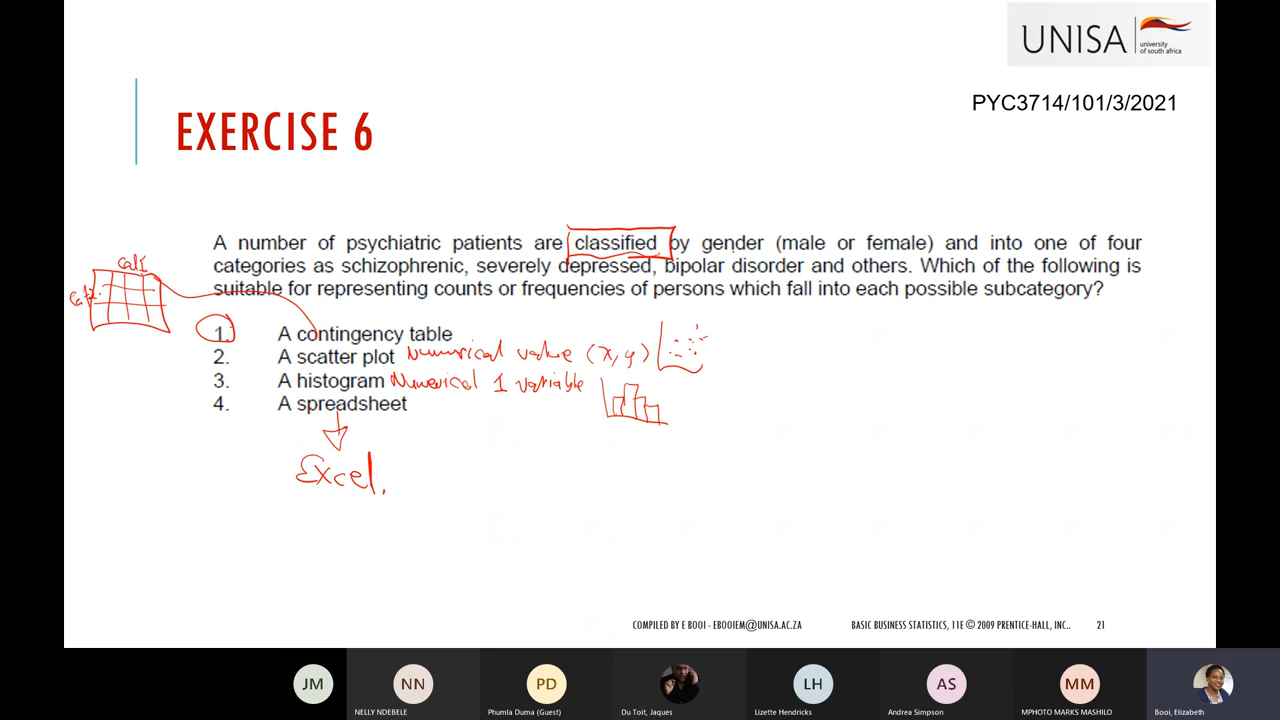 UNISA
university
of south africa
PYC3714/101/3/2021
EXERCISE 6
A number of psychiatric patients are classified by gender (male or female) and into one of four
categories as schizophrenic, severely depressed, bipolar disorder and others. Which of the following is
suitable for representing counts or frequencies of persons which fall into each possible subcategory?
cat1
cat2
1. A contingency table
2. A scatter plot Numerical value (x, y)
3. A histogram Numerical 1 variable
4. A spreadsheet
Excel.
COMPILED BY E BOOI - EBOOIEM@UNISA.AC.ZA
BASIC BUSINESS STATISTICS, 11E © 2009 PRENTICE-HALL, INC..
21
JM
NN
PD
LH
AS
MM
NELLY NDEBELE
Phumla Duma (Guest)
Du Toit, Jaques
Lizette Hendricks
Andrea Simpson
MPHOTO MARKS MASHILO
Booi, Elizabeth